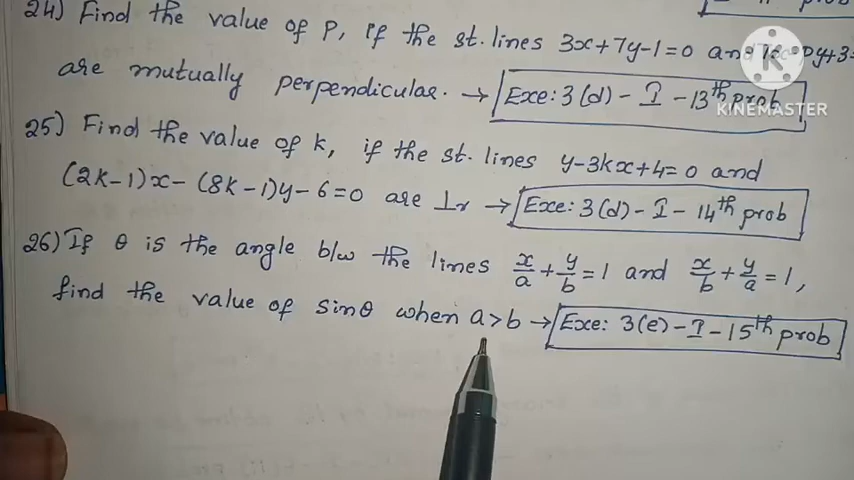 24) Find the value of P, if the st. lines 3x+7y-1=0 and py+3=
are mutually perpendicular. → Exe: 3(d) - I - 13th prob
KINEMASTER
25) Find the value of k, if the st. lines y-3kx+4=0 and
(2k-1)x-(8k-1)y-6=0 are ⊥r → Exe: 3(d) - I - 14th prob
26) If θ is the angle b/w the lines x/a + y/b = 1 and x/b + y/a = 1,
find the value of sinθ when a>b → Exe: 3(e) - I - 15th prob